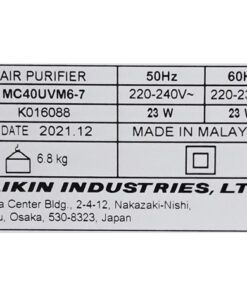 AIR PURIFIER 50Hz 60H
MC40UVM6-7 220-240V~ 220-23
K016088 23 W 23 W
DATE 2021.12 MADE IN MALAY
6.8 kg
AIKIN INDUSTRIES, LT
a Center Bldg., 2-4-12, Nakazaki-Nishi,
u, Osaka, 530-8323, Japan